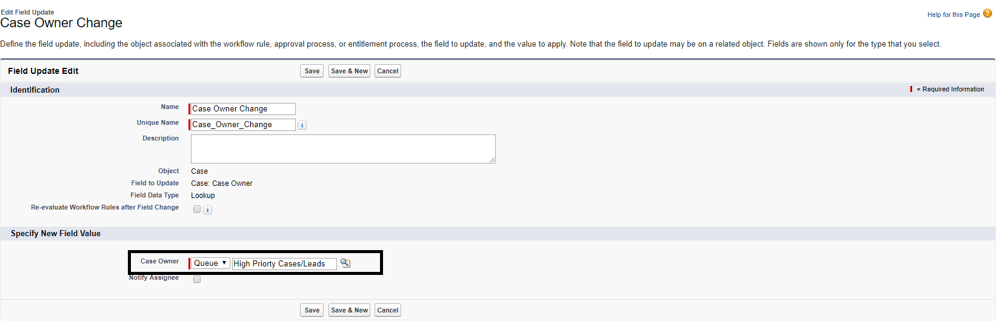 Edit Field Update
Case Owner Change
Help for this Page ?
Define the field update, including the object associated with the workflow rule, approval process, or entitlement process, the field to update, and the value to apply. Note that the field to update may be on a related object. Fields are shown only for the type that you select.
Field Update Edit Save Save & New Cancel
Identification = Required Information
Name Case Owner Change
Unique Name Case_Owner_Change i
Description
Object Case
Field to Update Case: Case Owner
Field Data Type Lookup
Re-evaluate Workflow Rules after Field Change i
Specify New Field Value
Case Owner Queue High Priorty Cases/Leads
Notify Assignee
Save Save & New Cancel